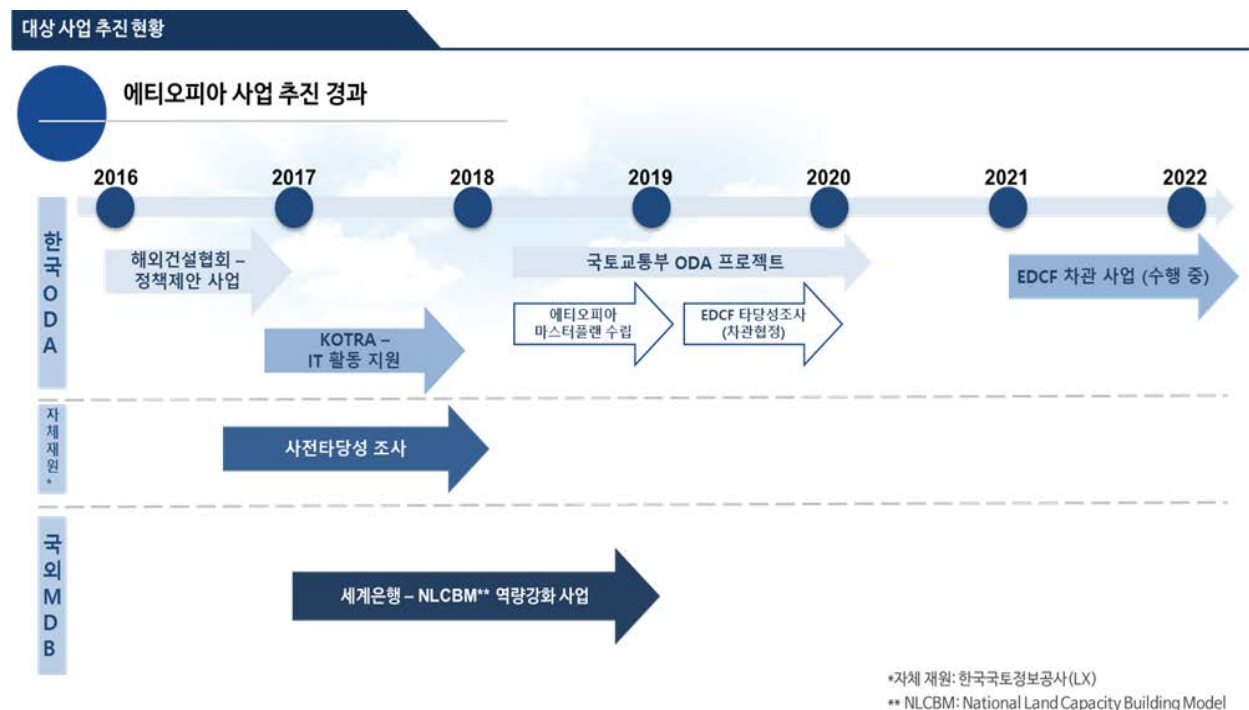 대상 사업 추진 현황
에티오피아 사업 추진 경과
2016
2017
2018
2019
2020
2021
2022
한국ODA
해외건설협회 –
정책제안 사업
국토교통부 ODA 프로젝트
EDCF 차관 사업 (수행 중)
에티오피아
마스터플랜 수립
EDCF 타당성조사
(차관협정)
KOTRA –
IT 활동 지원
자체재원*
사전타당성 조사
국외MDB
세계은행 – NLCBM** 역량강화 사업
*자체 재원: 한국국토정보공사(LX)
** NLCBM: National Land Capacity Building Model